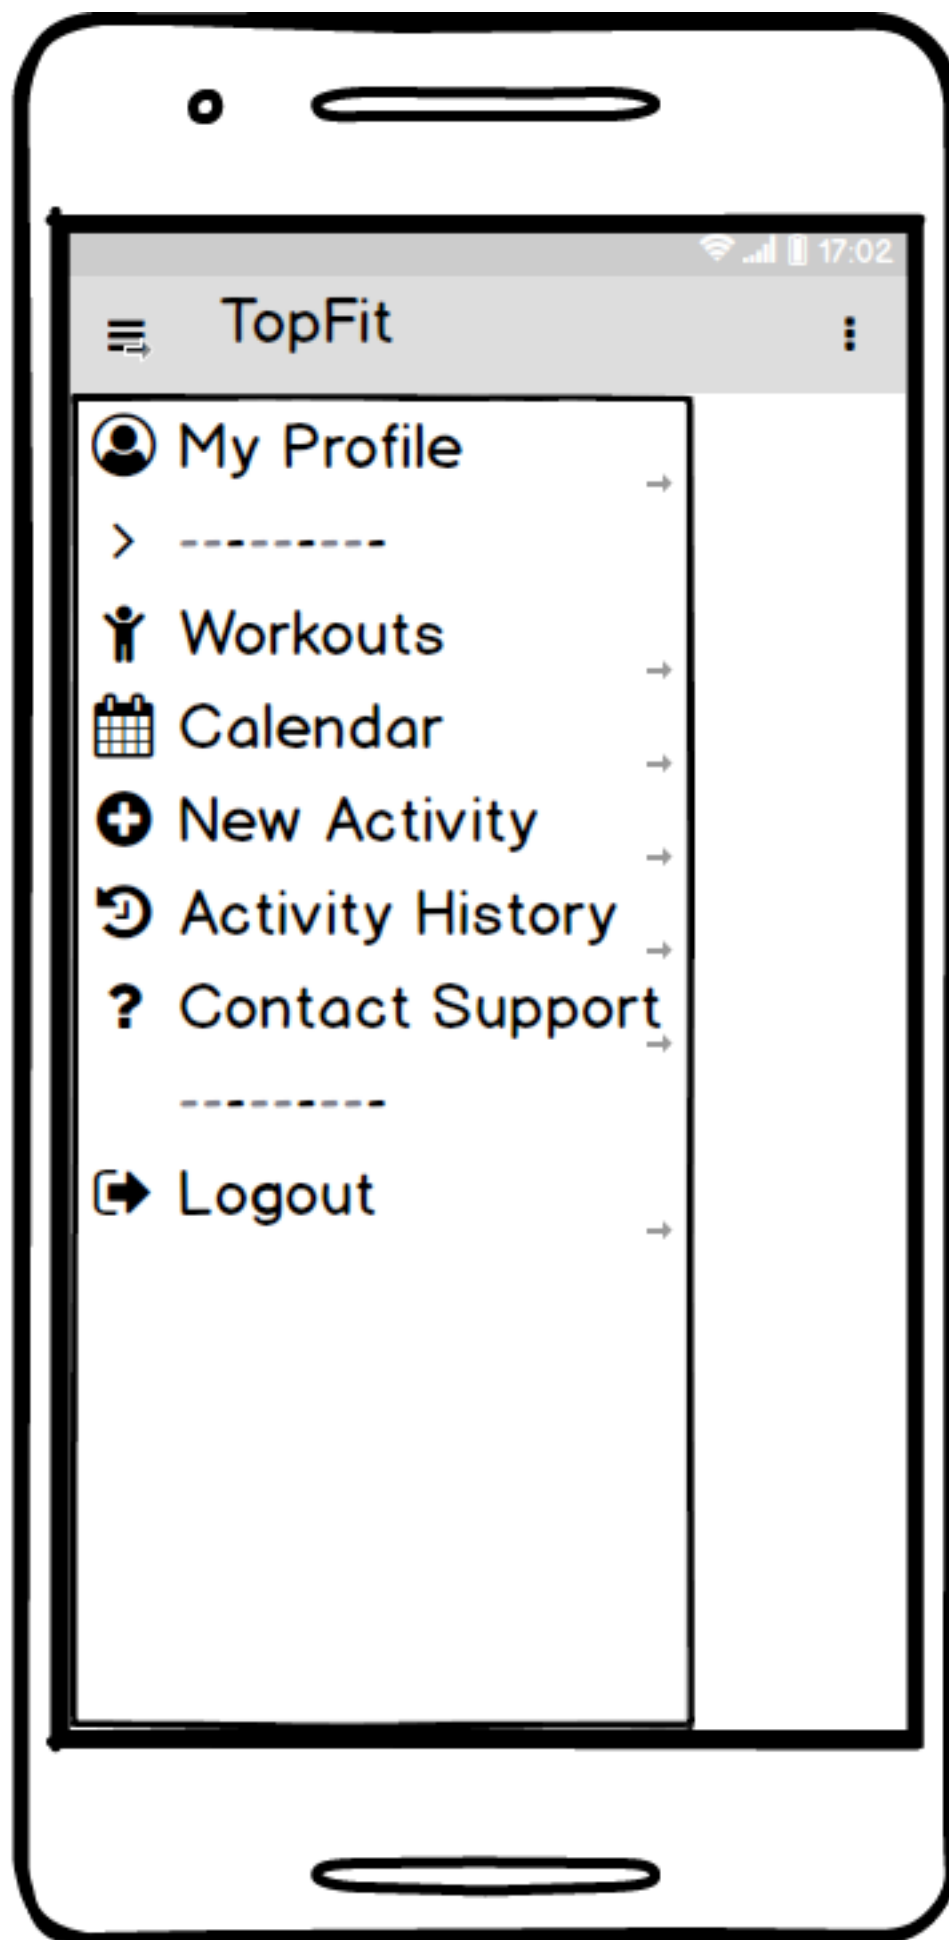 17:02
TopFit
My Profile
---------
Workouts
Calendar
New Activity
Activity History
? Contact Support
---------
Logout